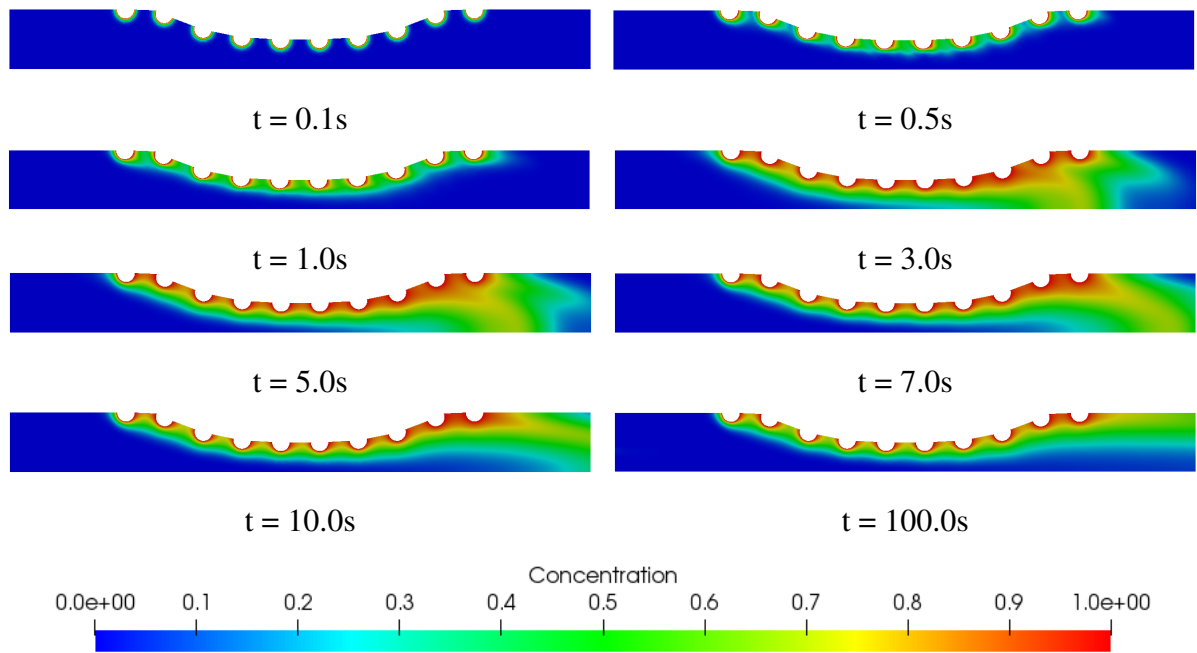 t = 0.1s
t = 0.5s
t = 1.0s
t = 3.0s
t = 5.0s
t = 7.0s
t = 10.0s
t = 100.0s
Concentration
0.0e+00 0.1 0.2 0.3 0.4 0.5 0.6 0.7 0.8 0.9 1.0e+00